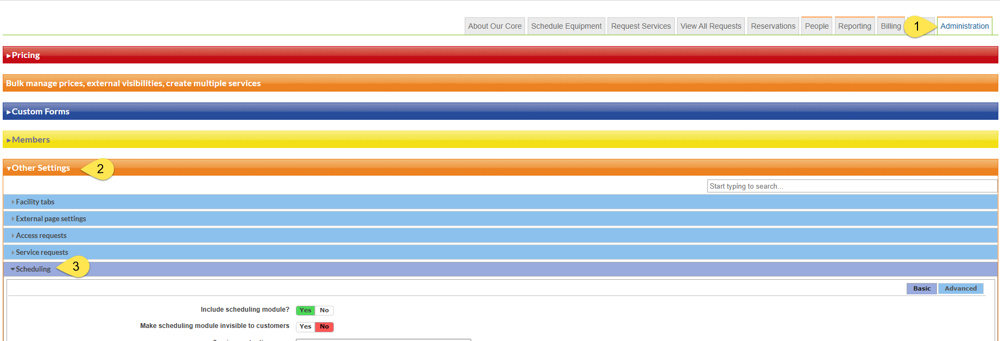 About Our Core Schedule Equipment Request Services View All Requests Reservations People Reporting Billing 1 Administration
Pricing
Bulk manage prices, external visibilities, create multiple services
Custom Forms
Members
Other Settings 2
Start typing to search...
Facility tabs
External page settings
Access requests
Service requests
Scheduling 3
Basic Advanced
Include scheduling module? Yes No
Make scheduling module invisible to customers Yes No